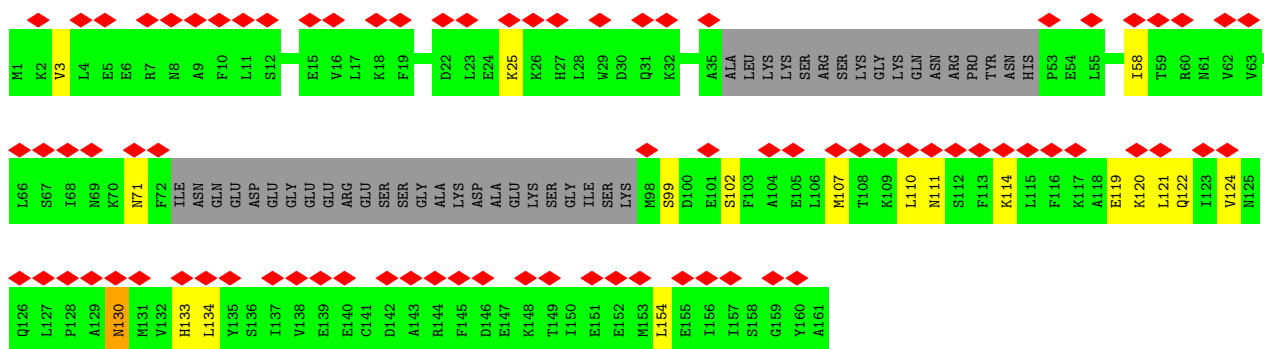 M1 K2 V3 L4 E5 E6 R7 N8 A9 F10 L11 S12 E15 V16 L17 K18 F19 D22 L23 E24 K25 K26 H27 L28 W29 D30 Q31 K32 A35 ALA LEU LYS LYS SER ARG SER LYS GLY LYS GLN ASN ARG PRO TYR ASN HIS P53 E54 L55 I58 T59 R60 N61 V62 V63
L66 S67 I68 N69 K70 N71 F72 ILE ASN GLN GLU ASP GLU GLY GLU GLU ARG GLU SER SER GLY ALA LYS ASP ALA GLU LYS SER GLY ILE SER LYS M98 S99 D100 E101 S102 F103 A104 E105 L106 M107 T108 K109 L110 N111 S112 F113 K114 L115 F116 K117 A118 E119 K120 L121 Q122 I123 V124 N125
Q126 L127 P128 A129 N130 M131 V132 H133 L134 Y135 S136 I137 V138 E139 E140 C141 D142 A143 R144 F145 D146 E147 K148 T149 I150 E151 E152 M153 L154 E155 I156 I157 S158 G159 Y160 A161